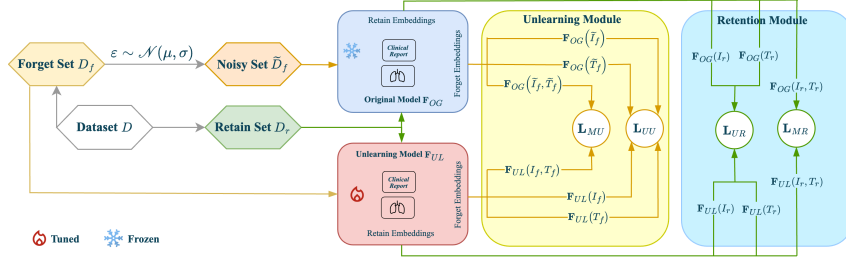 Retain Embeddings
Unlearning Module
Retention Module
Forget Set D_f
ε ∼ 𝒩(μ, σ)
Noisy Set D̃_f
Clinical
Report
Original Model F_OG
Forget Embeddings
F_OG(Ĩ_f)
F_OG(T̃_f)
F_OG(Ĩ_f, T̃_f)
F_OG(I_r)
F_OG(T_r)
F_OG(I_r, T_r)
Dataset D
Retain Set D_r
L_MU
L_UU
L_UR
L_MR
Unlearning Model F_UL
Clinical
Report
Retain Embeddings
Forget Embeddings
F_UL(I_f, T_f)
F_UL(I_f)
F_UL(T_f)
F_UL(I_r)
F_UL(T_r)
F_UL(I_r, T_r)
Tuned
Frozen